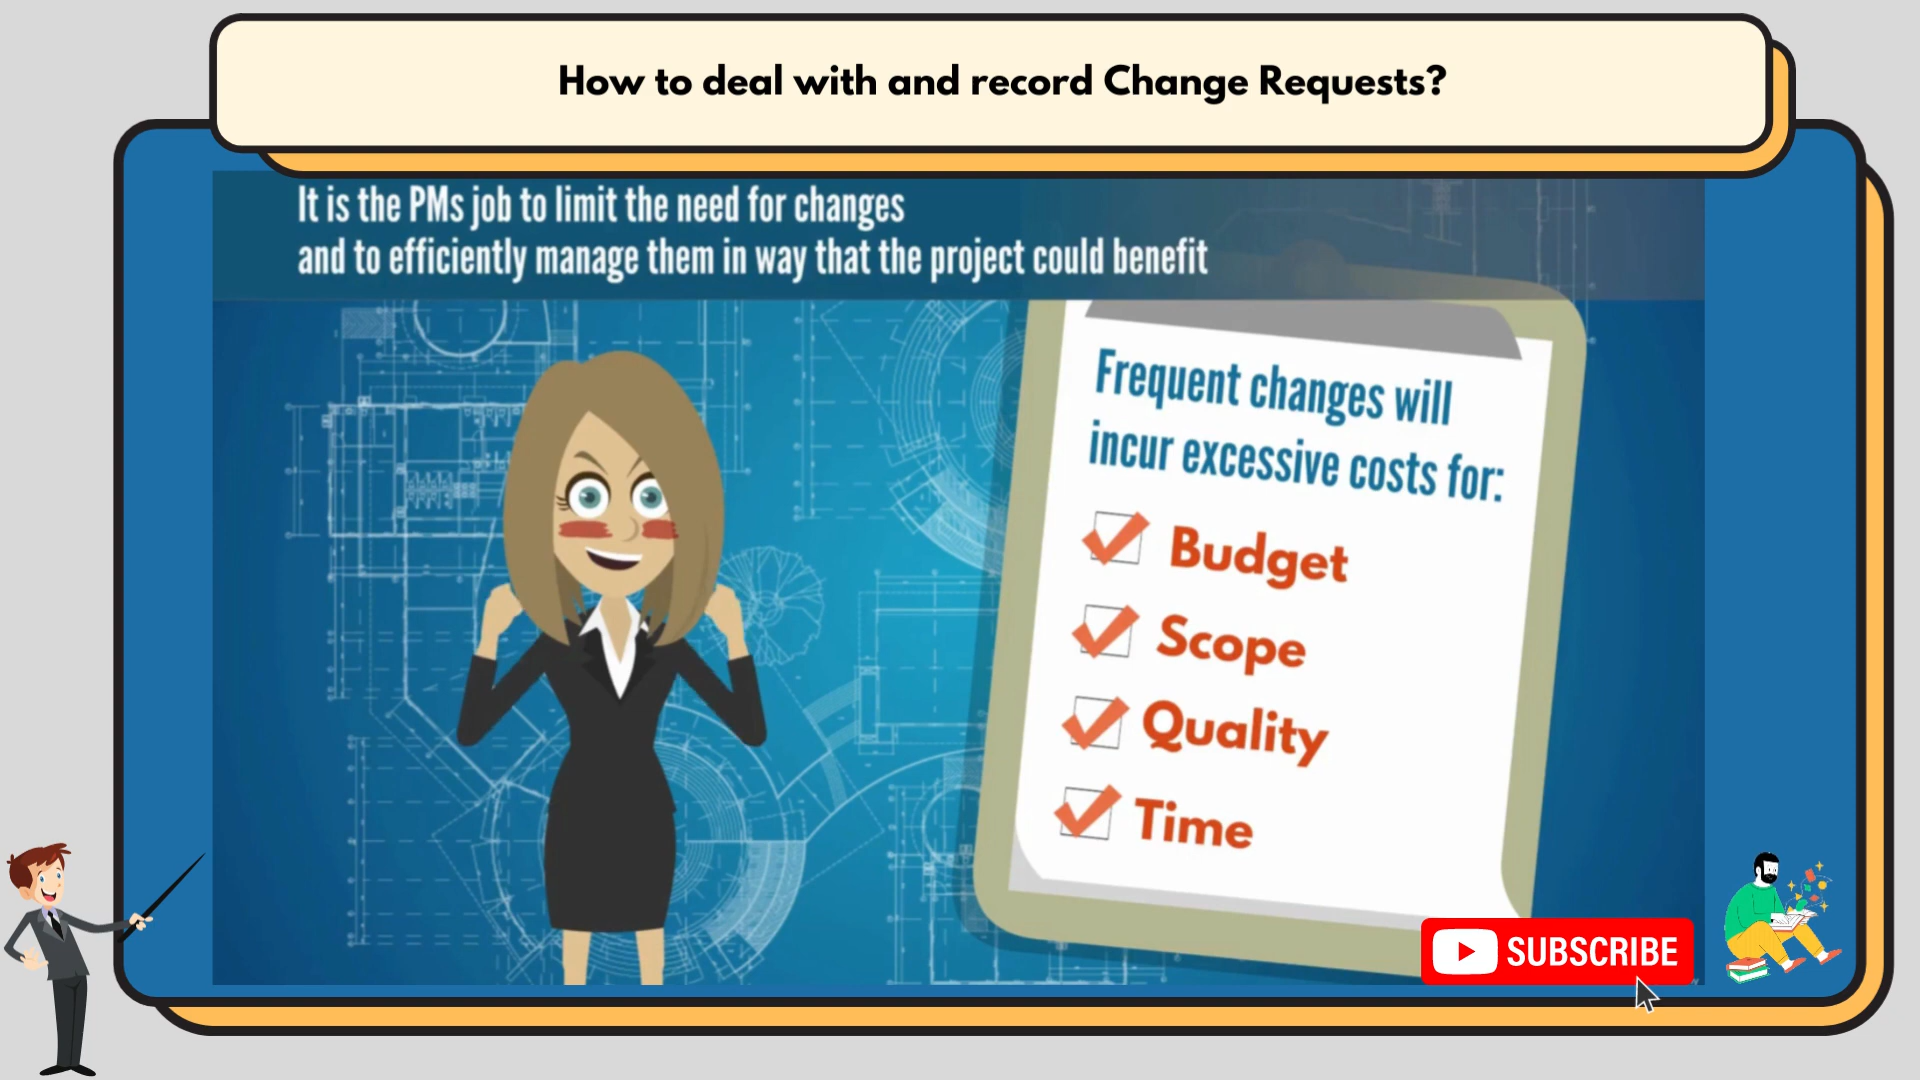 How to deal with and record Change Requests?
It is the PMs job to limit the need for changes
and to efficiently manage them in way that the project could benefit
Frequent changes will
incur excessive costs for:
Budget
Scope
Quality
Time
SUBSCRIBE